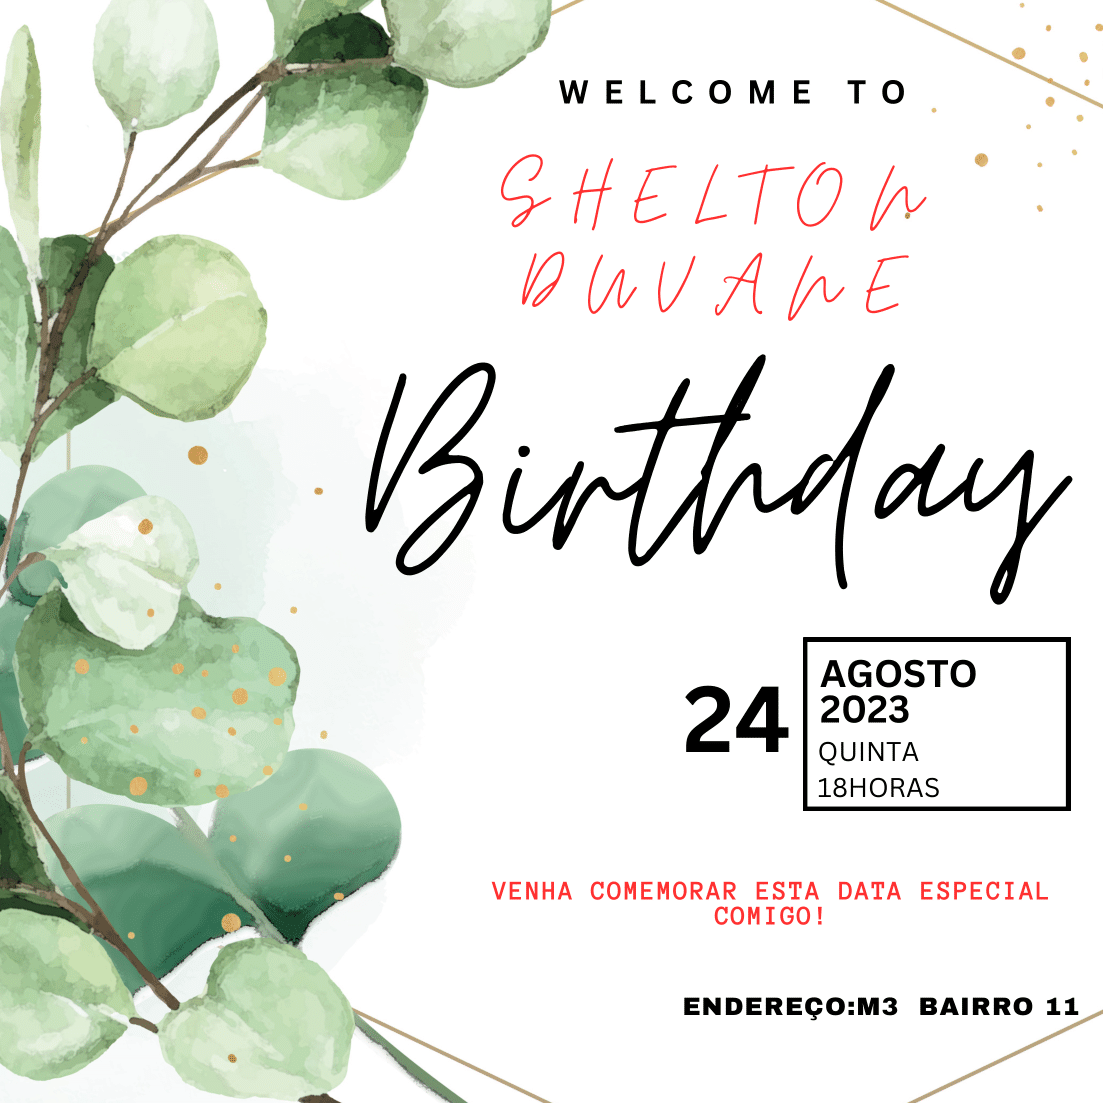 WELCOME TO
SHELTON
DUVANE
Birthday
24
AGOSTO
2023
QUINTA
18HORAS
VENHA COMEMORAR ESTA DATA ESPECIAL
COMIGO!
ENDEREÇO:M3 BAIRRO 11